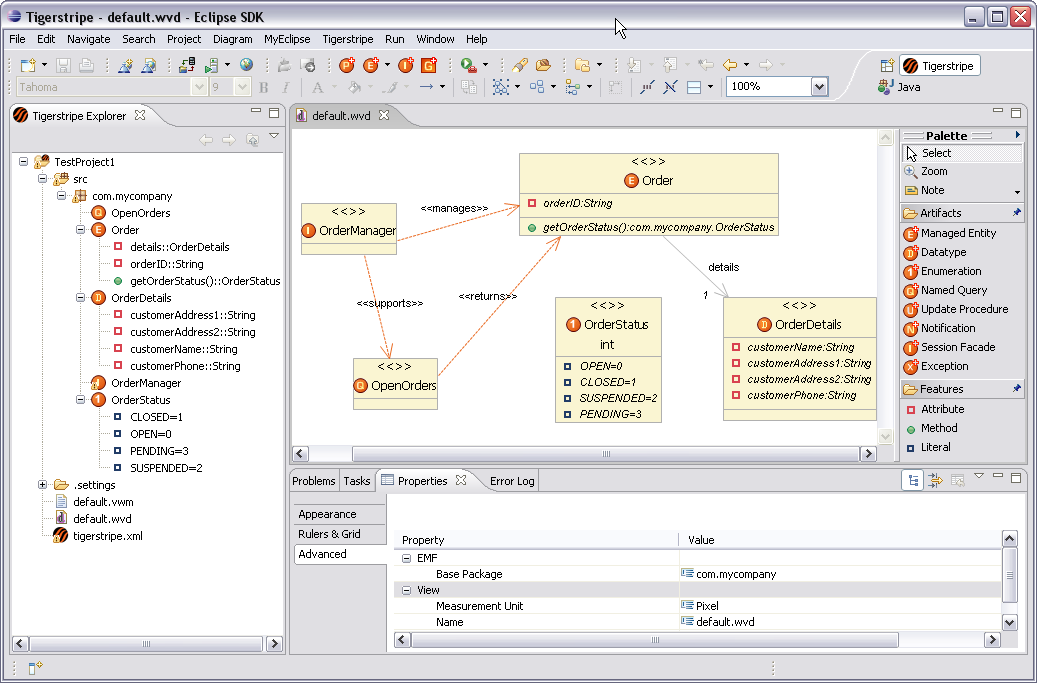 Tigerstripe - default.wvd - Eclipse SDK
File Edit Navigate Search Project Diagram MyEclipse Tigerstripe Run Window Help
Tahoma 9 B I A 100%
Tigerstripe
Java
Tigerstripe Explorer
TestProject1
src
com.mycompany
OpenOrders
Order
details::OrderDetails
orderID::String
getOrderStatus()::OrderStatus
OrderDetails
customerAddress1::String
customerAddress2::String
customerName::String
customerPhone::String
OrderManager
OrderStatus
CLOSED=1
OPEN=0
PENDING=3
SUSPENDED=2
.settings
default.vwm
default.wvd
tigerstripe.xml
default.wvd
<<>>
Order
orderID:String
getOrderStatus():com.mycompany.OrderStatus
<<>>
OrderManager
<<manages>>
<<supports>>
<<returns>>
details
1
<<>>
OpenOrders
<<>>
OrderStatus
int
OPEN=0
CLOSED=1
SUSPENDED=2
PENDING=3
<<>>
OrderDetails
customerName:String
customerAddress1:String
customerAddress2:String
customerPhone:String
Palette
Select
Zoom
Note
Artifacts
Managed Entity
Datatype
Enumeration
Named Query
Update Procedure
Notification
Session Facade
Exception
Features
Attribute
Method
Literal
Problems Tasks Properties Error Log
Appearance
Rulers & Grid
Advanced
Property Value
EMF
Base Package com.mycompany
View
Measurement Unit Pixel
Name default.wvd